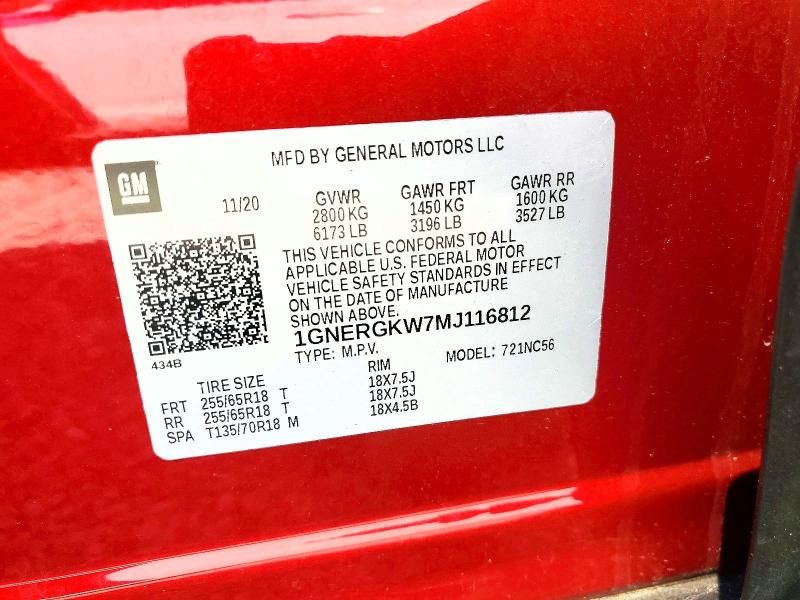 MFD BY GENERAL MOTORS LLC
GM
11/20 GVWR GAWR FRT GAWR RR
2800 KG 1450 KG 1600 KG
6173 LB 3196 LB 3527 LB
THIS VEHICLE CONFORMS TO ALL
APPLICABLE U.S. FEDERAL MOTOR
VEHICLE SAFETY STANDARDS IN EFFECT
ON THE DATE OF MANUFACTURE
SHOWN ABOVE.
1GNERGKW7MJ116812
TYPE: M.P.V. MODEL: 721NC56
434B
TIRE SIZE RIM
FRT 255/65R18 T 18X7.5J
RR 255/65R18 T 18X7.5J
SPA T135/70R18 M 18X4.5B